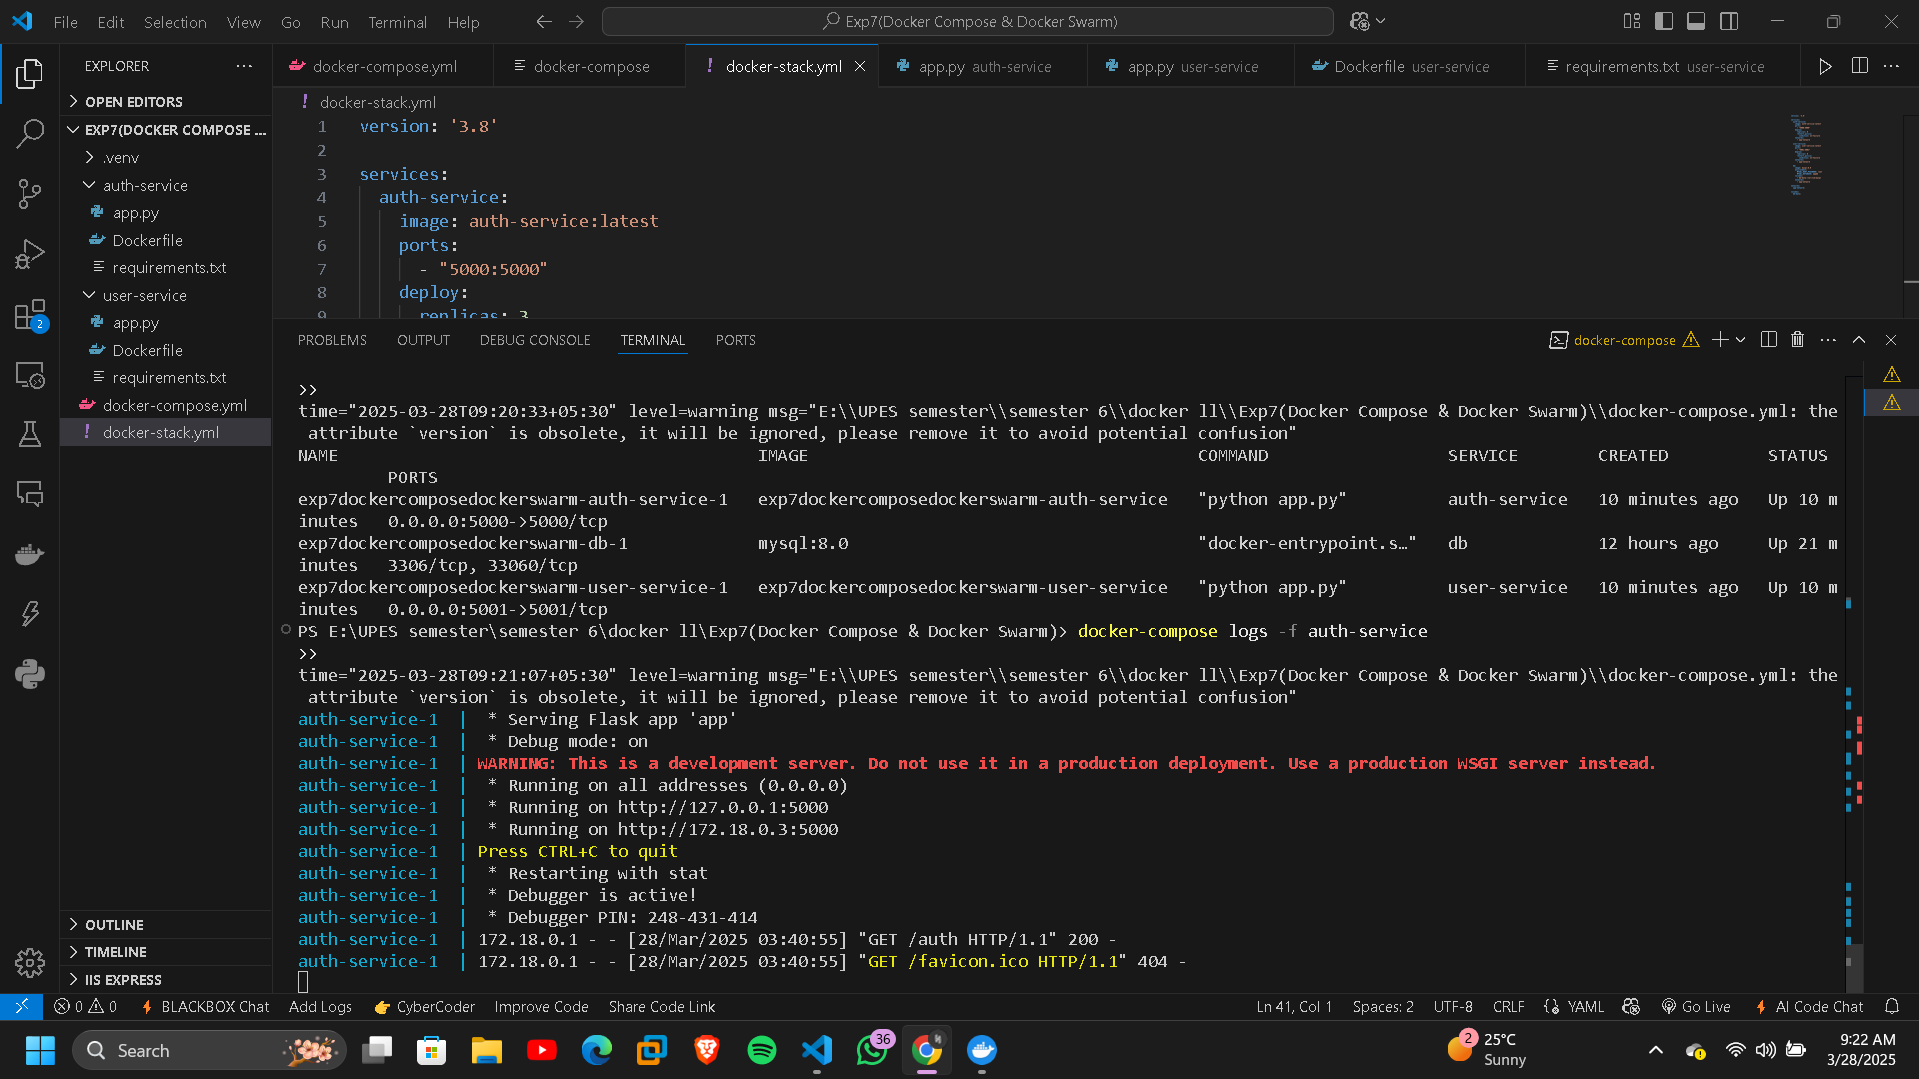 File Edit Selection View Go Run Terminal Help
Exp7(Docker Compose & Docker Swarm)
EXPLORER
OPEN EDITORS
EXP7(DOCKER COMPOSE ...
.venv
auth-service
app.py
Dockerfile
requirements.txt
user-service
app.py
Dockerfile
requirements.txt
docker-compose.yml
docker-stack.yml
OUTLINE
TIMELINE
IIS EXPRESS
2
docker-compose.yml docker-compose docker-stack.yml app.py auth-service app.py user-service Dockerfile user-service requirements.txt user-service
docker-stack.yml
1 version: '3.8'
2
3 services:
4 auth-service:
5 image: auth-service:latest
6 ports:
7 - "5000:5000"
8 deploy:
9 replicas: 3
PROBLEMS OUTPUT DEBUG CONSOLE TERMINAL PORTS
docker-compose
>>
time="2025-03-28T09:20:33+05:30" level=warning msg="E:\\UPES semester\\semester 6\\docker ll\\Exp7(Docker Compose & Docker Swarm)\\docker-compose.yml: the
attribute `version` is obsolete, it will be ignored, please remove it to avoid potential confusion"
NAME IMAGE COMMAND SERVICE CREATED STATUS
PORTS
exp7dockercomposedockerswarm-auth-service-1 exp7dockercomposedockerswarm-auth-service "python app.py" auth-service 10 minutes ago Up 10 m
inutes 0.0.0.0:5000->5000/tcp
exp7dockercomposedockerswarm-db-1 mysql:8.0 "docker-entrypoint.s…" db 12 hours ago Up 21 m
inutes 3306/tcp, 33060/tcp
exp7dockercomposedockerswarm-user-service-1 exp7dockercomposedockerswarm-user-service "python app.py" user-service 10 minutes ago Up 10 m
inutes 0.0.0.0:5001->5001/tcp
PS E:\UPES semester\semester 6\docker ll\Exp7(Docker Compose & Docker Swarm)> docker-compose logs -f auth-service
>>
time="2025-03-28T09:21:07+05:30" level=warning msg="E:\\UPES semester\\semester 6\\docker ll\\Exp7(Docker Compose & Docker Swarm)\\docker-compose.yml: the
attribute `version` is obsolete, it will be ignored, please remove it to avoid potential confusion"
auth-service-1 | * Serving Flask app 'app'
auth-service-1 | * Debug mode: on
auth-service-1 | WARNING: This is a development server. Do not use it in a production deployment. Use a production WSGI server instead.
auth-service-1 | * Running on all addresses (0.0.0.0)
auth-service-1 | * Running on http://127.0.0.1:5000
auth-service-1 | * Running on http://172.18.0.3:5000
auth-service-1 | Press CTRL+C to quit
auth-service-1 | * Restarting with stat
auth-service-1 | * Debugger is active!
auth-service-1 | * Debugger PIN: 248-431-414
auth-service-1 | 172.18.0.1 - - [28/Mar/2025 03:40:55] "GET /auth HTTP/1.1" 200 -
auth-service-1 | 172.18.0.1 - - [28/Mar/2025 03:40:55] "GET /favicon.ico HTTP/1.1" 404 -
0 0 BLACKBOX Chat Add Logs CyberCoder Improve Code Share Code Link Ln 41, Col 1 Spaces: 2 UTF-8 CRLF YAML Go Live AI Code Chat
Search
36
2
25°C
Sunny
9:22 AM
3/28/2025